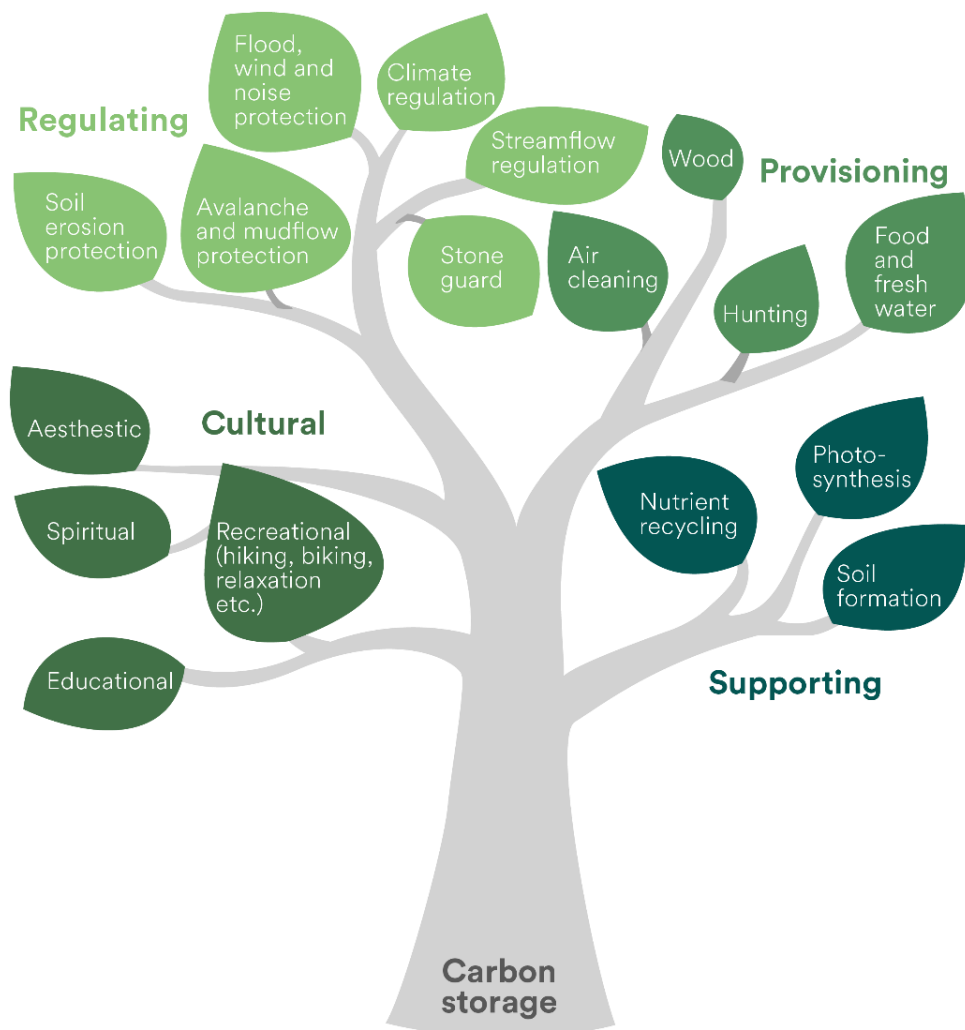 Flood,
wind and
noise
protection
Climate
regulation
Regulating
Streamflow
regulation
Wood
Provisioning
Soil
erosion
protection
Avalanche
and mudflow
protection
Stone
guard
Air
cleaning
Hunting
Food
and
fresh
water
Aesthestic
Cultural
Spiritual
Recreational
(hiking, biking,
relaxation
etc.)
Educational
Nutrient
recycling
Photo-
synthesis
Soil
formation
Supporting
Carbon
storage